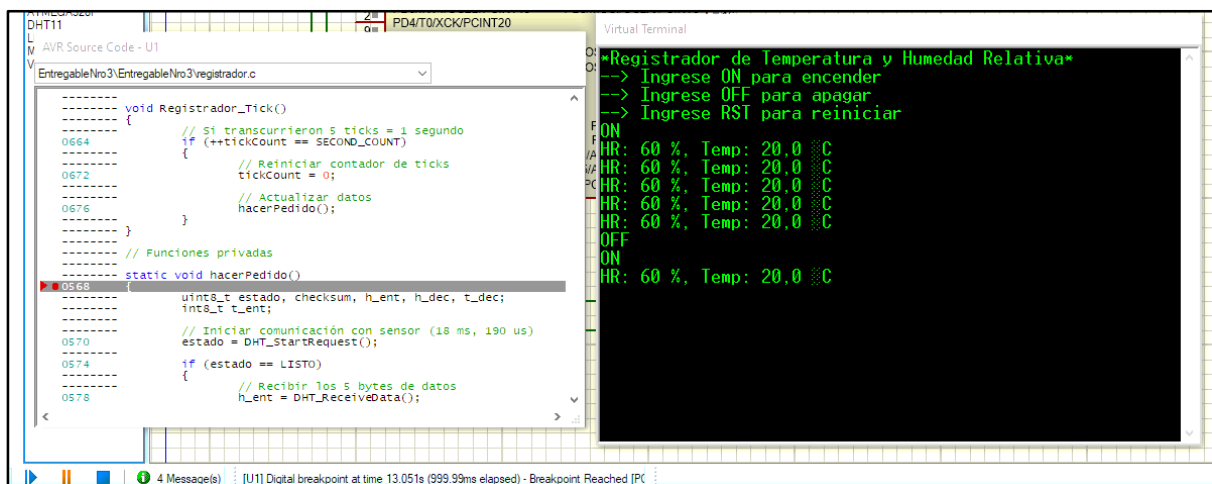 DHT11
2
PD4/T0/XCK/PCINT20
AVR Source Code - U1
EntregableNro3\EntregableNro3\registrador.c
-------- void Registrador_Tick()
-------- {
-------- // Si transcurrieron 5 ticks = 1 segundo
0664 if (++tickCount == SECOND_COUNT)
-------- {
-------- // Reiniciar contador de ticks
0672 tickCount = 0;
--------
-------- // Actualizar datos
0676 hacerPedido();
-------- }
-------- }
--------
-------- // Funciones privadas
--------
-------- static void hacerPedido()
0568 {
-------- uint8_t estado, checksum, h_ent, h_dec, t_dec;
-------- int8_t t_ent;
--------
-------- // Iniciar comunicación con sensor (18 ms, 190 us)
0570 estado = DHT_StartRequest();
--------
0574 if (estado == LISTO)
-------- {
-------- // Recibir los 5 bytes de datos
0578 h_ent = DHT_ReceiveData();
Virtual Terminal
*Registrador de Temperatura y Humedad Relativa*
--> Ingrese ON para encender
--> Ingrese OFF para apagar
--> Ingrese RST para reiniciar
ON
HR: 60 %, Temp: 20,0 ░C
HR: 60 %, Temp: 20,0 ░C
HR: 60 %, Temp: 20,0 ░C
HR: 60 %, Temp: 20,0 ░C
HR: 60 %, Temp: 20,0 ░C
OFF
ON
HR: 60 %, Temp: 20,0 ░C
4 Message(s)
[U1] Digital breakpoint at time 13.051s (999.99ms elapsed) - Breakpoint Reached [PC